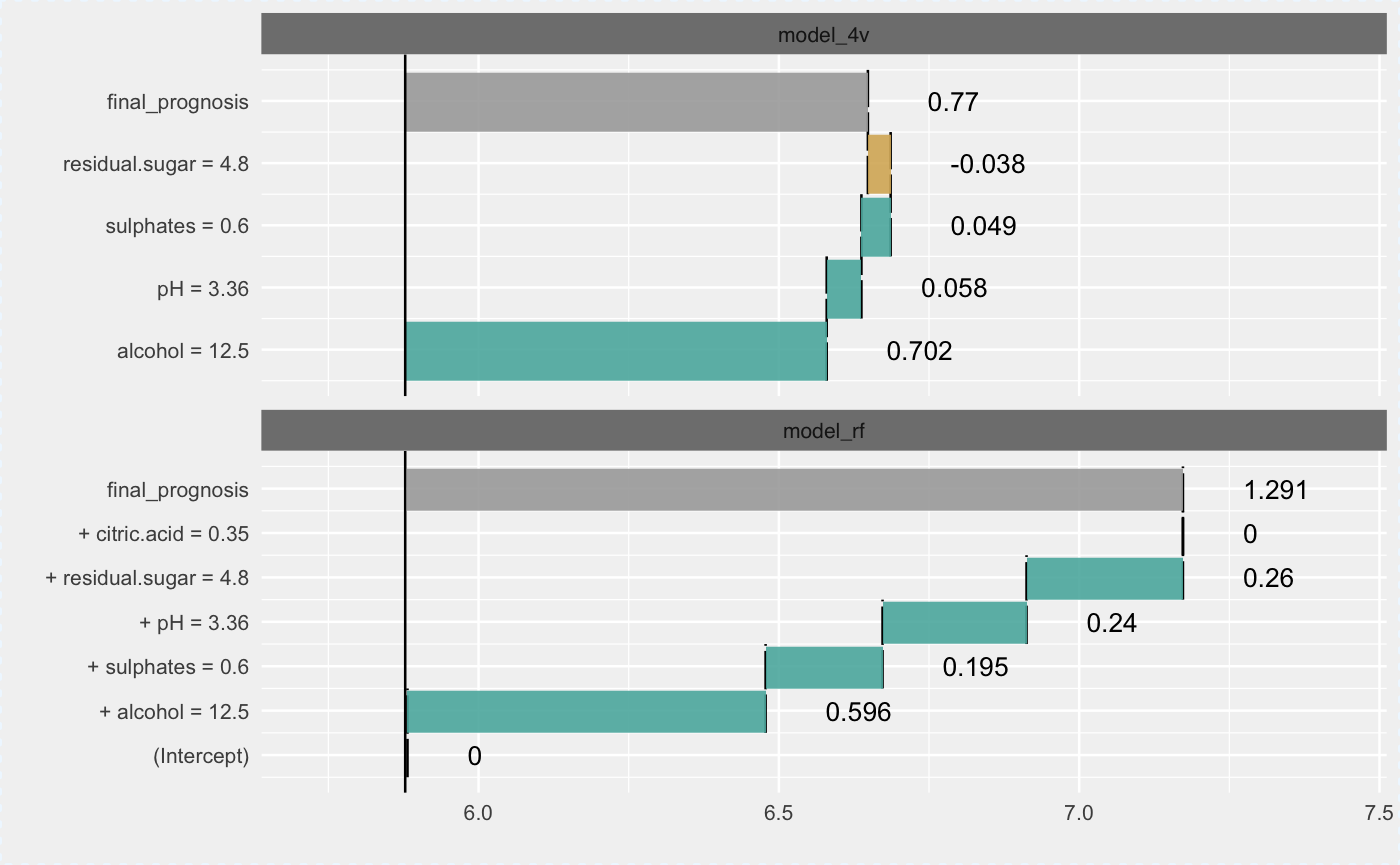 model_4v
final_prognosis 0.77
residual.sugar = 4.8 -0.038
sulphates = 0.6 0.049
pH = 3.36 0.058
alcohol = 12.5 0.702
model_rf
final_prognosis 1.291
+ citric.acid = 0.35 0
+ residual.sugar = 4.8 0.26
+ pH = 3.36 0.24
+ sulphates = 0.6 0.195
+ alcohol = 12.5 0.596
(Intercept) 0
6.0 6.5 7.0 7.5